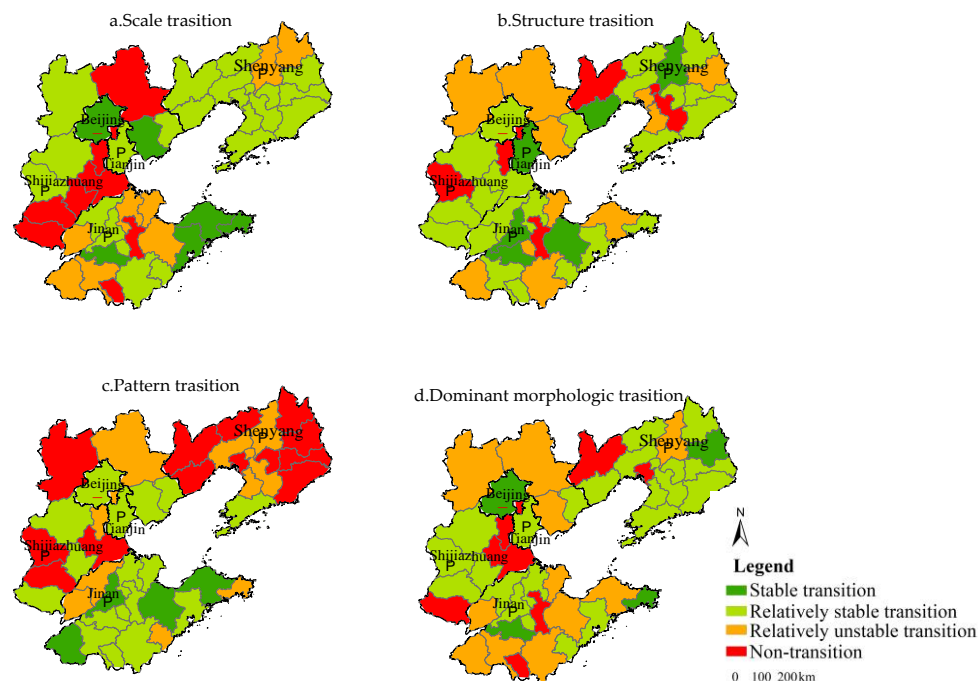 a.Scale trasition
b.Structure trasition
Shenyang
P
Beijing
P
Tianjin
Shijiazhuang
P
Jinan
P
Shenyang
P
Beijing
P
Tianjin
Shijiazhuang
P
Jinan
P
c.Pattern trasition
d.Dominant morphologic trasition
Shenyang
P
Beijing
P
Tianjin
Shijiazhuang
P
Jinan
P
Shenyang
P
Beijing
P
Tianjin
Shijiazhuang
P
Jinan
P
N
Legend
Stable transition
Relatively stable transition
Relatively unstable transition
Non-transition
0 100 200km